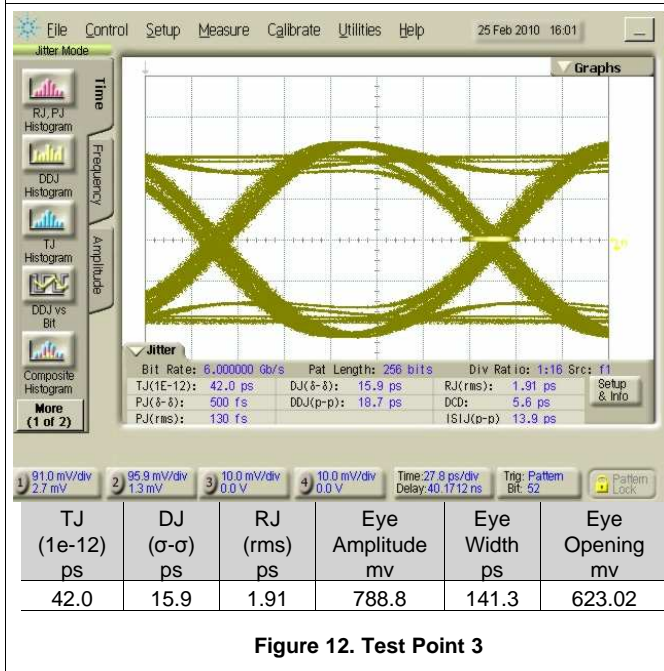 File Control Setup Measure Calibrate Utilities Help 25 Feb 2010 16:01
Jitter Mode
Graphs
RJ, PJ
Histogram
DDJ
Histogram
TJ
Histogram
DDJ vs
Bit
Composite
Histogram
More
(1 of 2)
Time
Frequency
Amplitude
Jitter
Bit Rate: 6.000000 Gb/s Pat Length: 256 bits Div Ratio: 1:16 Src: f1
TJ(1E-12): 42.0 ps DJ(δ-δ): 15.9 ps RJ(rms): 1.91 ps
PJ(δ-δ): 500 fs DDJ(p-p): 18.7 ps DCD: 5.6 ps
PJ(rms): 130 fs ISIJ(p-p) 13.9 ps
Setup
& Info
1) 91.0 mV/div 2) 95.9 mV/div 3) 10.0 mV/div 4) 10.0 mV/div Time:27.8 ps/div Trig: Pattern Pattern
2.7 mV 1.3 mV 0.0 V 0.0 V Delay:40.1712 ns Bit: 52 Lock
TJ DJ RJ Eye Eye Eye
(1e-12) (σ-σ) (rms) Amplitude Width Opening
ps ps ps mv ps mv
42.0 15.9 1.91 788.8 141.3 623.02
Figure 12. Test Point 3